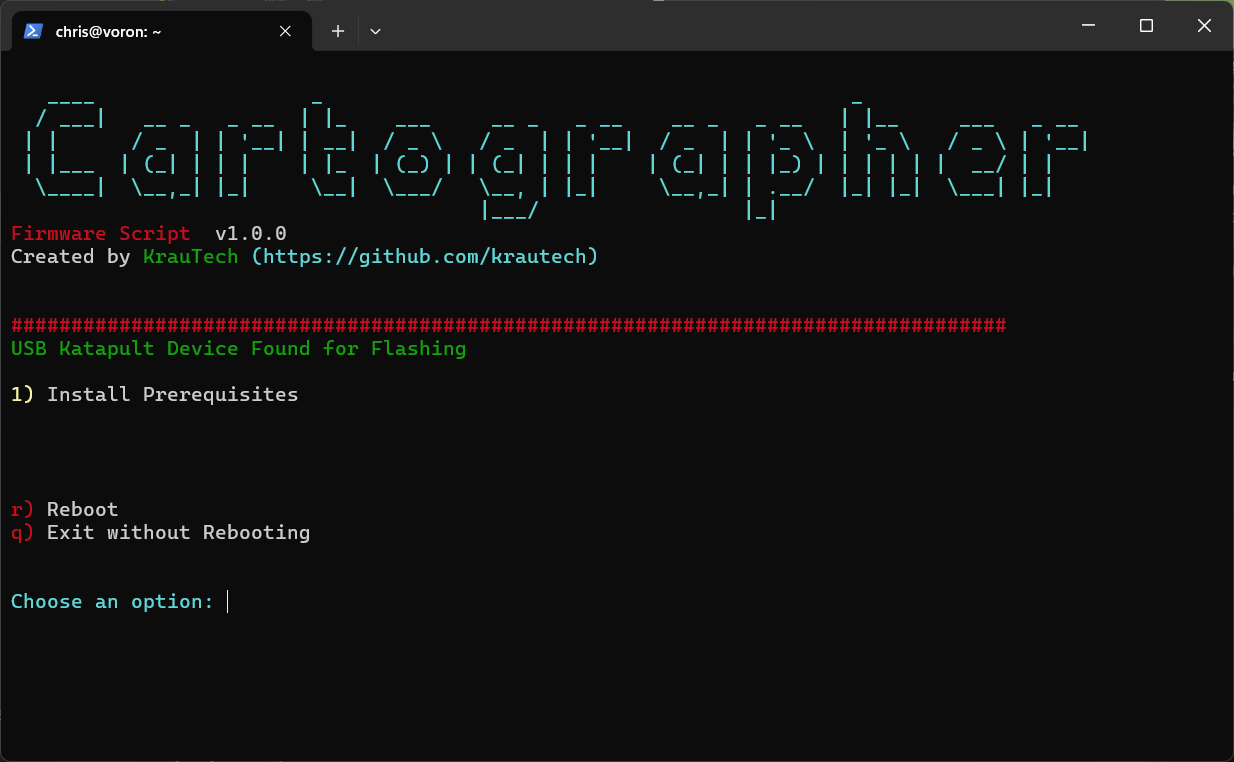 chris@voron: ~
Cartographer
Firmware Script  v1.0.0
Created by KrauTech (https://github.com/krautech)
###################################################################################
USB Katapult Device Found for Flashing
1) Install Prerequisites
r) Reboot
q) Exit without Rebooting
Choose an option: